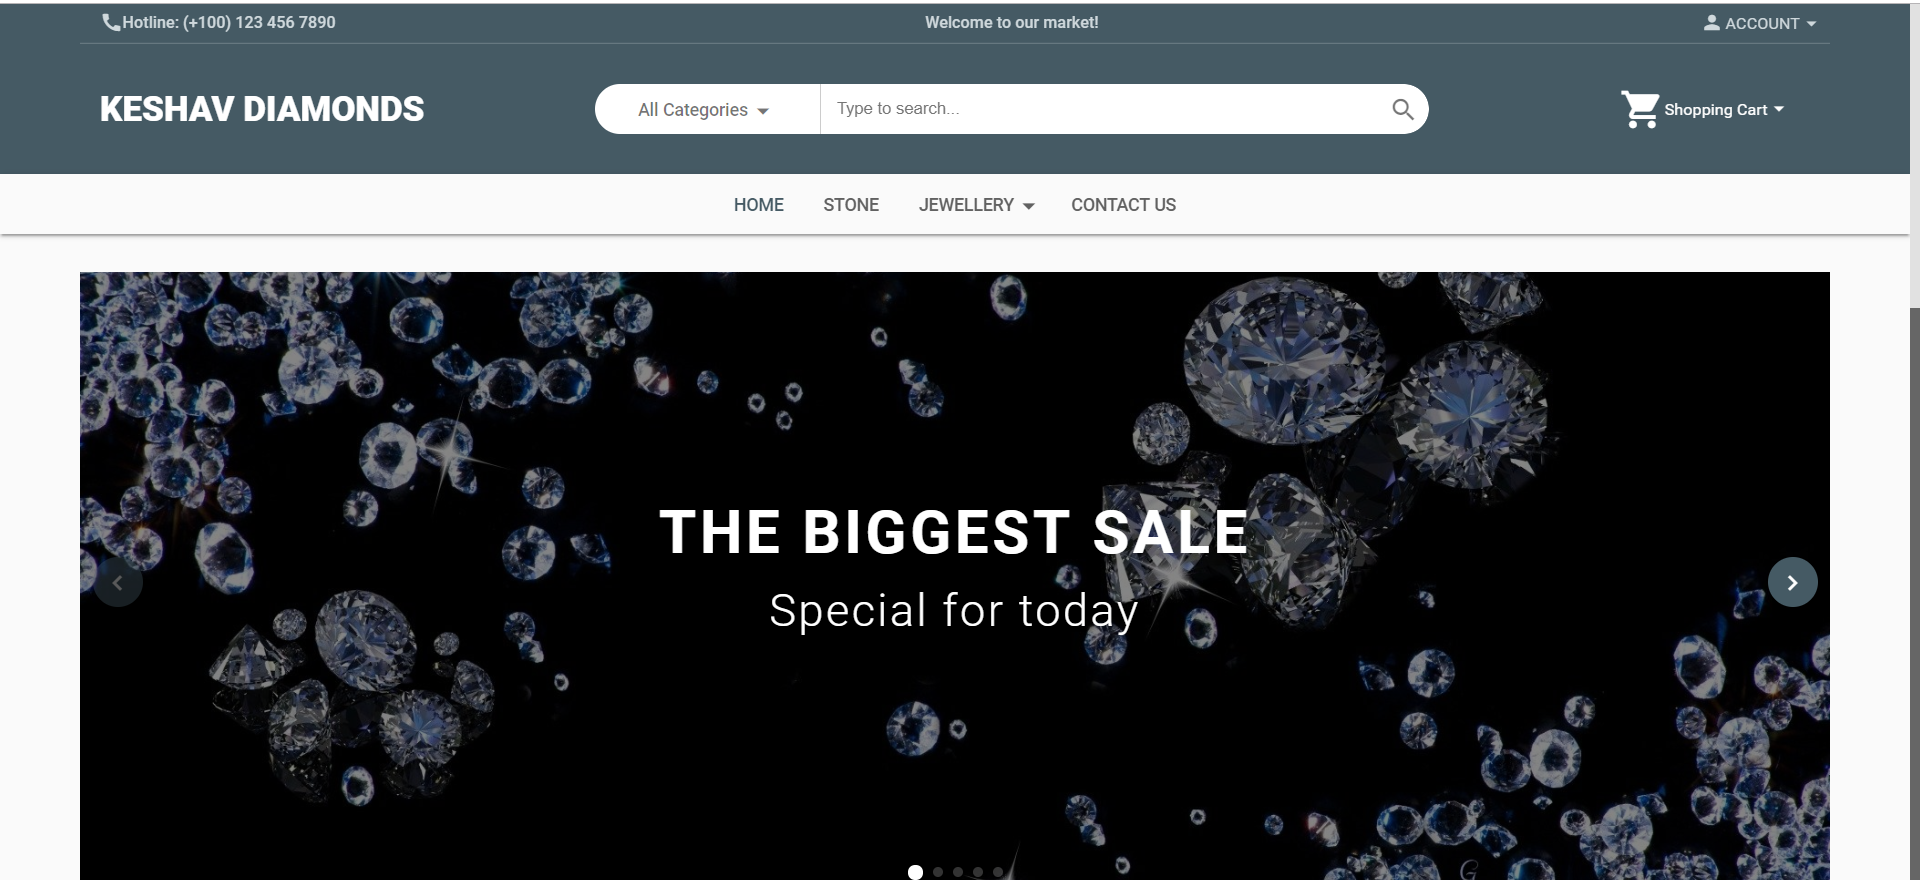 Hotline: (+100) 123 456 7890
Welcome to our market!
ACCOUNT
KESHAV DIAMONDS
All Categories
Type to search...
Shopping Cart
HOME
STONE
JEWELLERY
CONTACT US
THE BIGGEST SALE
Special for today